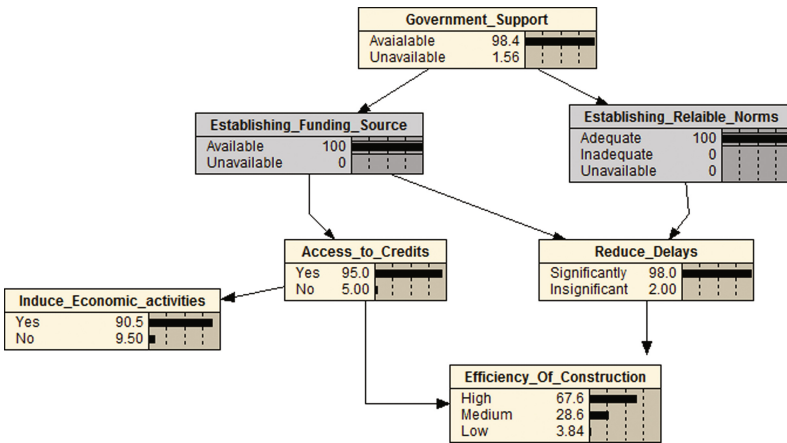 Government_Support
Avaialable 98.4
Unavailable 1.56
Establishing_Funding_Source
Available 100
Unavailable 0
Establishing_Relaible_Norms
Adequate 100
Inadequate 0
Unavailable 0
Access_to_Credits
Yes 95.0
No 5.00
Reduce_Delays
Significantly 98.0
Insignificant 2.00
Induce_Economic_activities
Yes 90.5
No 9.50
Efficiency_Of_Construction
High 67.6
Medium 28.6
Low 3.84